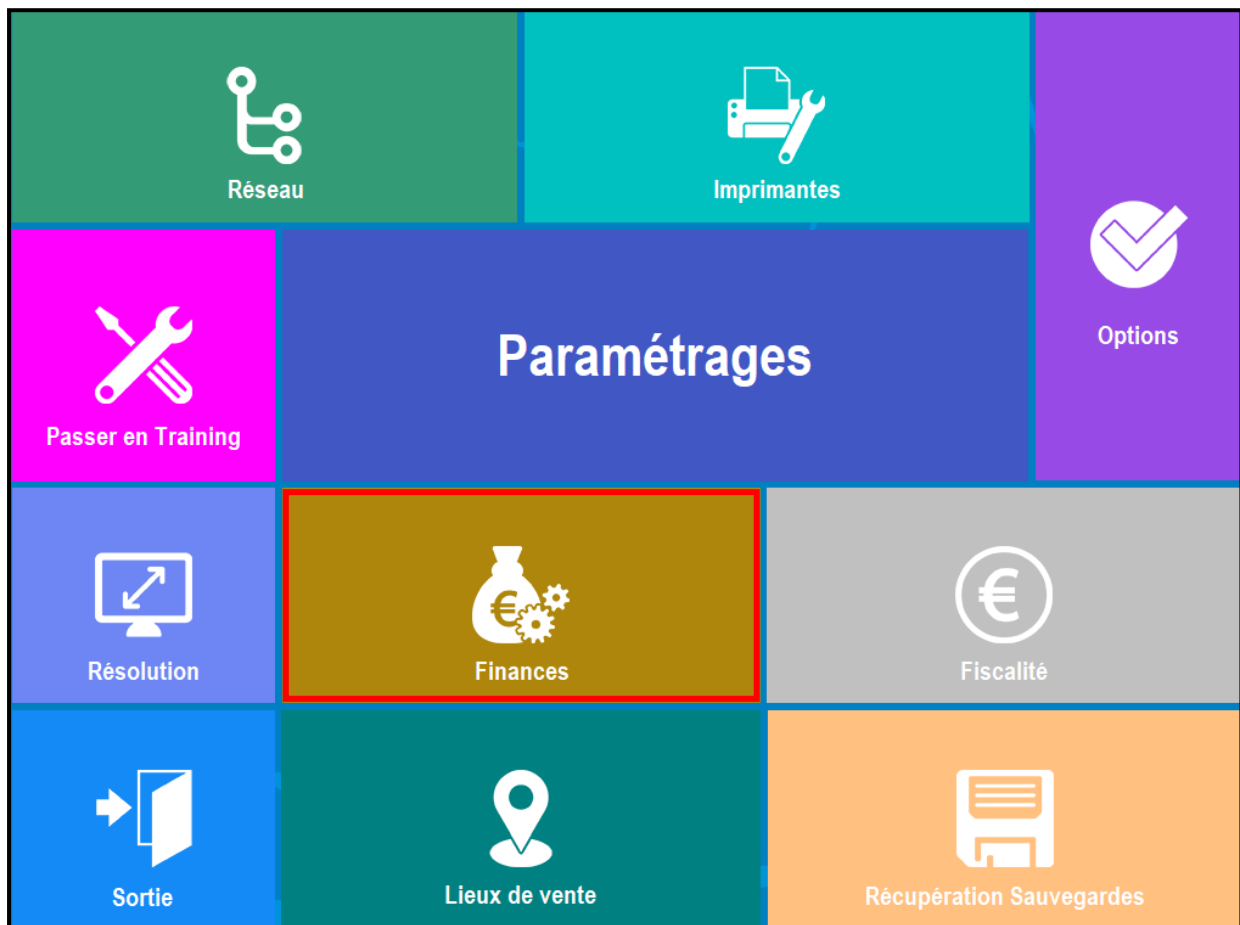 Réseau
Imprimantes
Options
Passer en Training
Paramétrages
Résolution
Finances
Fiscalité
Sortie
Lieux de vente
Récupération Sauvegardes